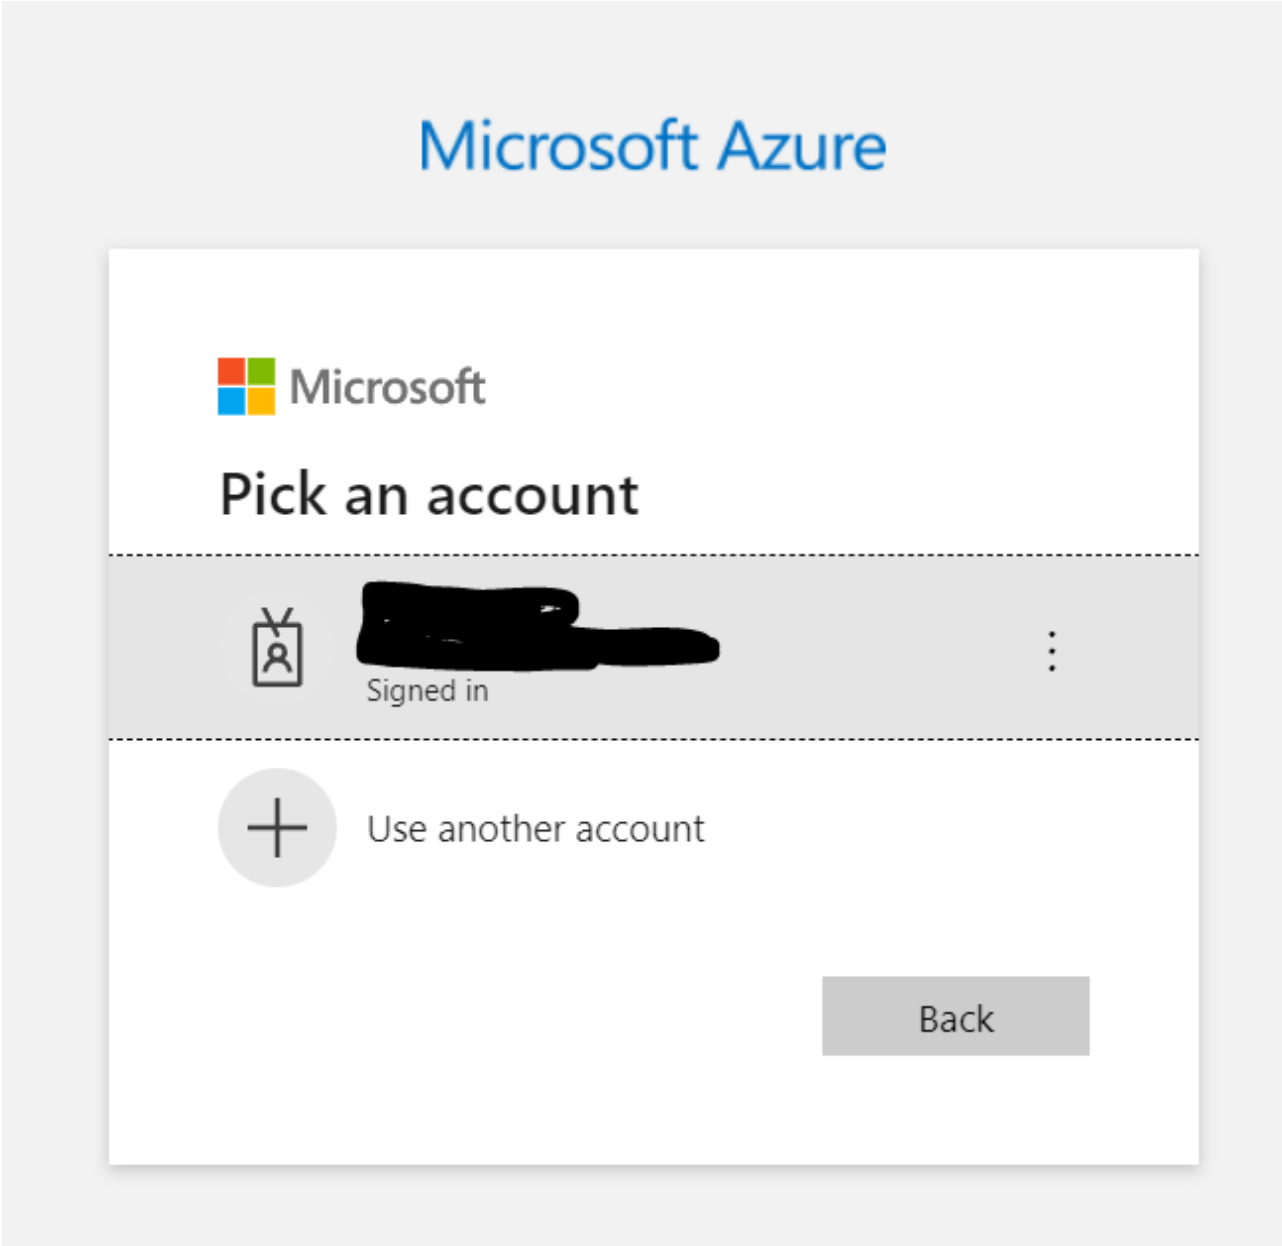 Microsoft Azure
Microsoft
Pick an account
Signed in
Use another account
Back